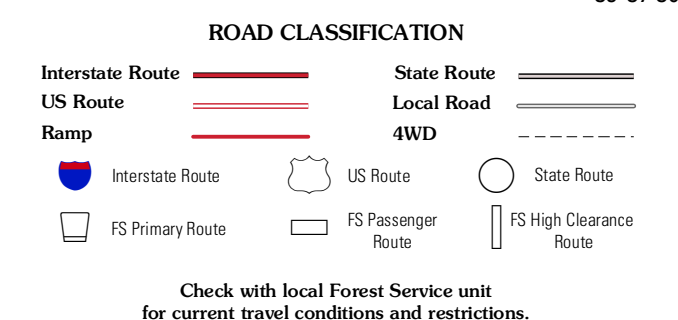 ROAD CLASSIFICATION
Interstate Route
State Route
US Route
Local Road
Ramp
4WD
Interstate Route
US Route
State Route
FS Primary Route
FS Passenger
Route
FS High Clearance
Route
Check with local Forest Service unit
for current travel conditions and restrictions.